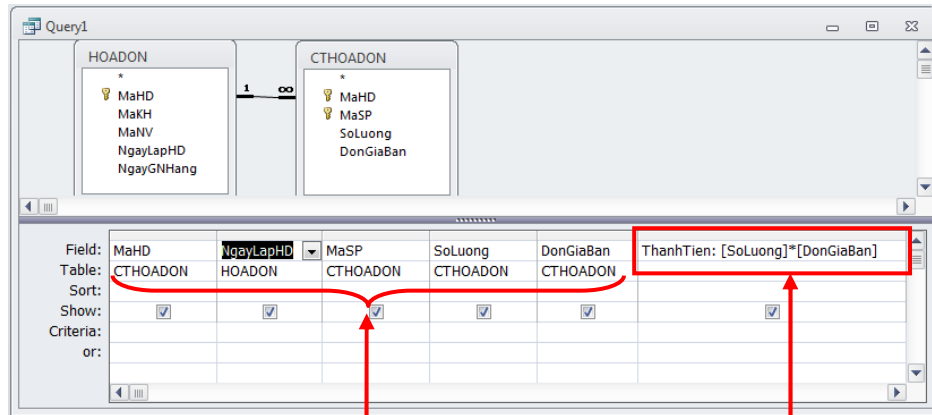 Query1
HOADON
*
MaHD
MaKH
MaNV
NgayLapHD
NgayGNHang
1 ∞
CTHOADON
*
MaHD
MaSP
SoLuong
DonGiaBan
Field: MaHD NgayLapHD MaSP SoLuong DonGiaBan ThanhTien: [SoLuong]*[DonGiaBan]
Table: CTHOADON HOADON CTHOADON CTHOADON CTHOADON
Sort:
Show:
Criteria:
or: